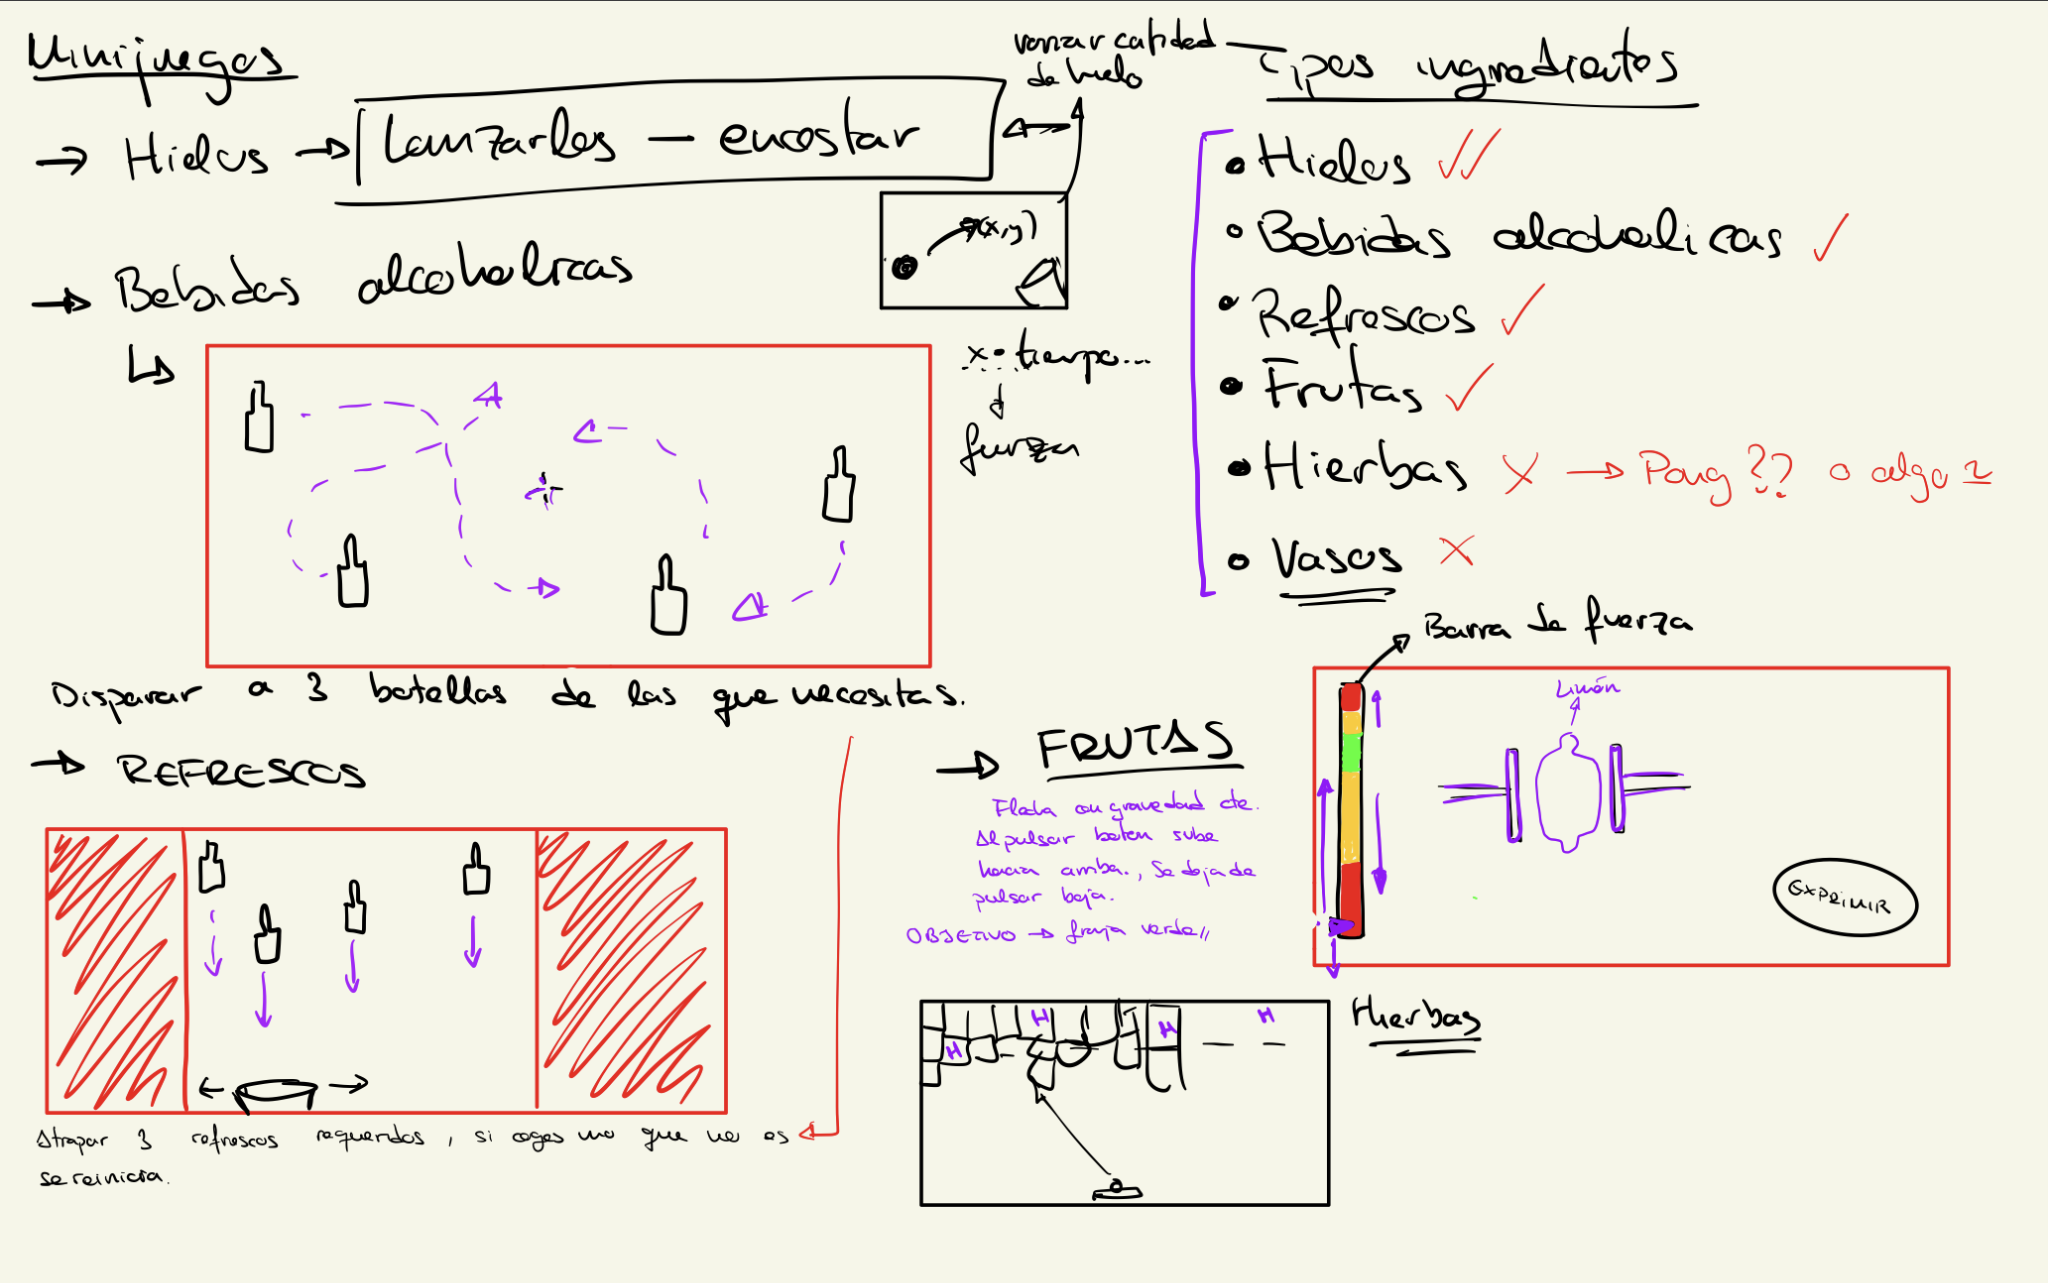 Minijuegos
→ Hielos → Lanzarlos — encestar
variar cantidad
de hielo
(x,y)
→ Bebidas alcoholicas
x • tiempo...
fuerza
Disparar a 3 botellas de las que necesitas.
→ REFRESCOS
Atrapar 3 refrescos requeridos, si coges uno que no es
se reinicia.
Tipos ingredientes
• Hielos ✓✓
• Bebidas alcoholicas ✓
• Refrescos ✓
• Frutas ✓
• Hierbas X → Pong ?? o algo
• Vasos X
Barra de fuerza
Limón
EXPRIMIR
→ FRUTAS
Flecha con gravedad cte.
Al pulsar boton sube
hacia arriba., Se deja de
pulsar baja.
OBJETIVO → franja verde
Hierbas
H
H
H
H